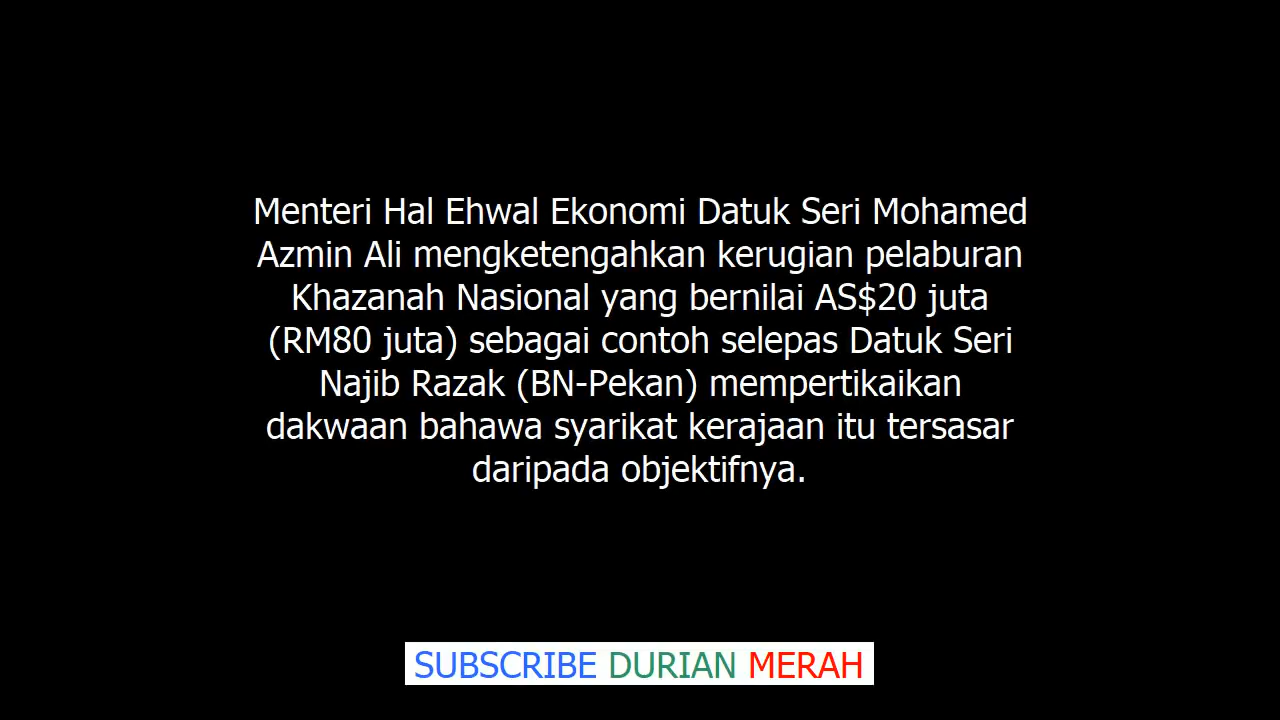 Menteri Hal Ehwal Ekonomi Datuk Seri Mohamed
Azmin Ali mengketengahkan kerugian pelaburan
Khazanah Nasional yang bernilai AS$20 juta
(RM80 juta) sebagai contoh selepas Datuk Seri
Najib Razak (BN-Pekan) mempertikaikan
dakwaan bahawa syarikat kerajaan itu tersasar
daripada objektifnya.
SUBSCRIBE DURIAN MERAH